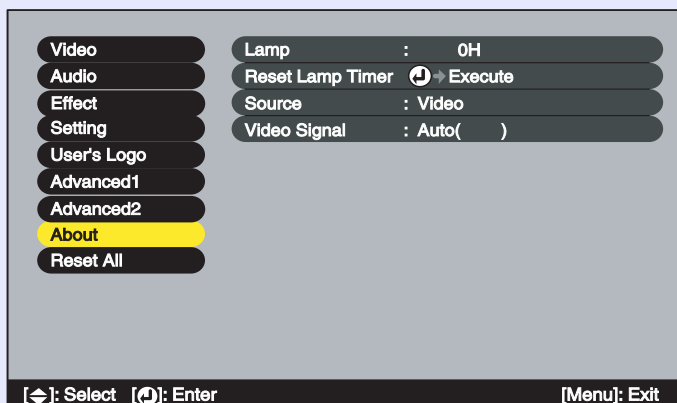 Video
Audio
Effect
Setting
User's Logo
Advanced1
Advanced2
About
Reset All
Lamp : 0H
Reset Lamp Timer Execute
Source : Video
Video Signal : Auto( )
[ ]: Select [ ]: Enter [Menu]: Exit